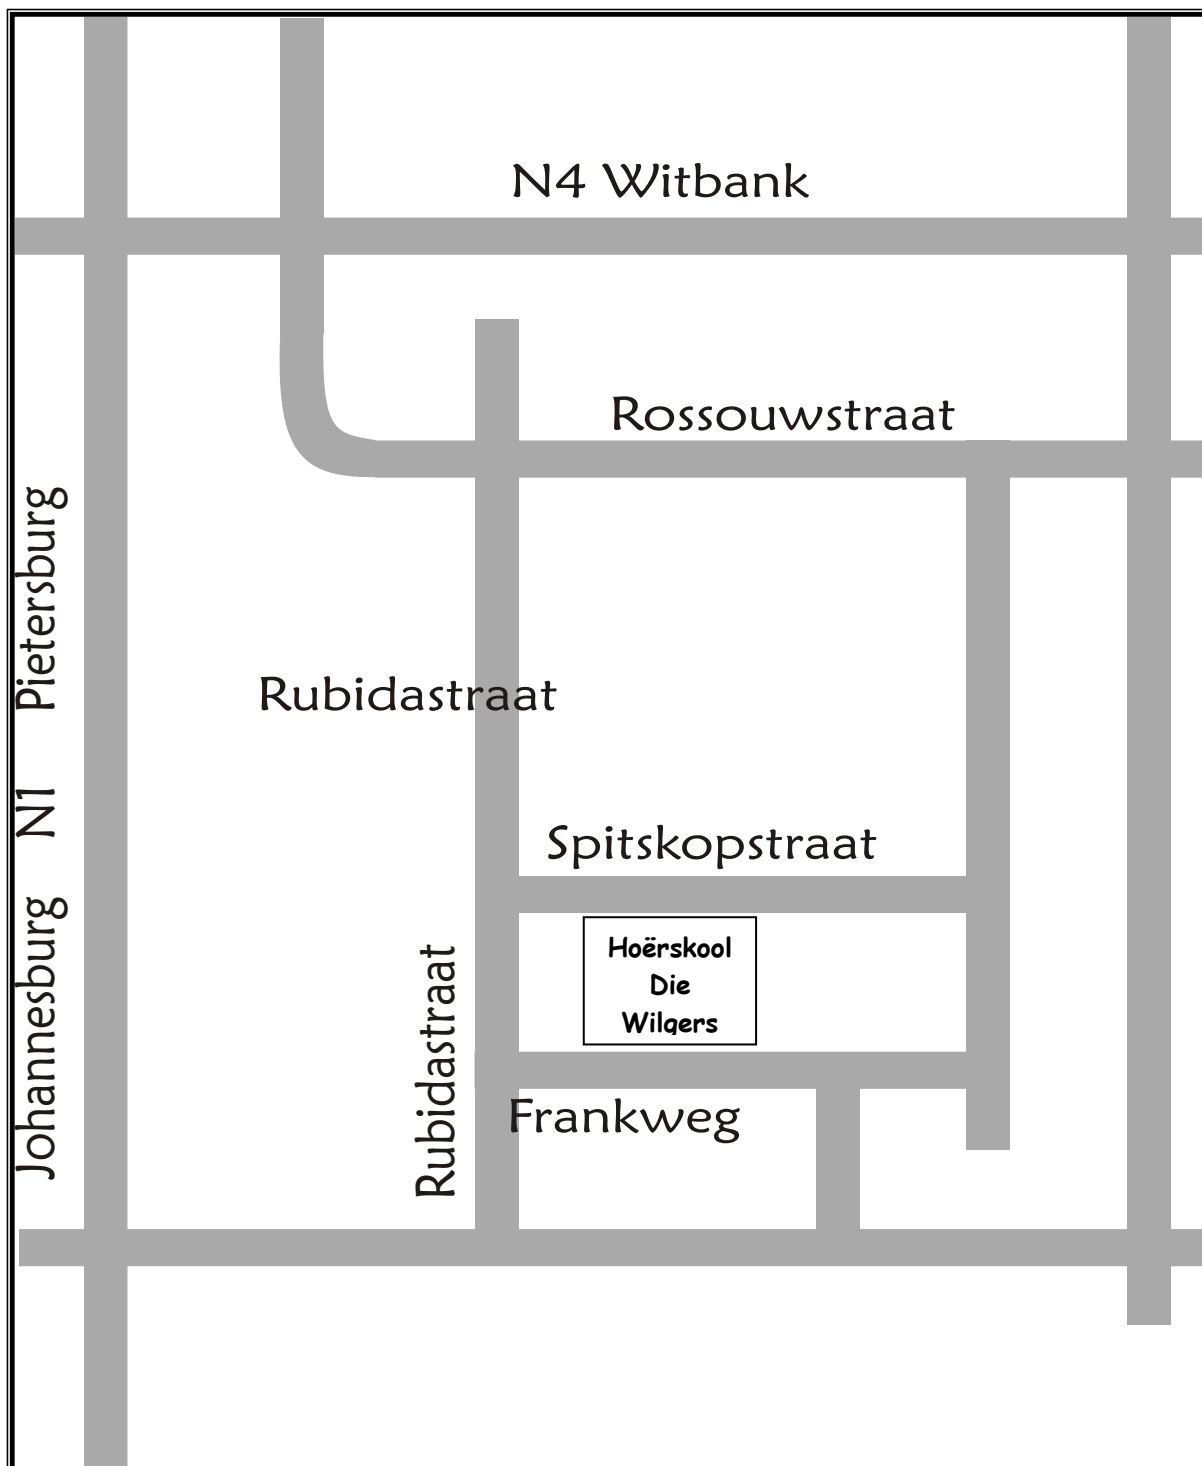 N4 Witbank
Rossouwstraat
Johannesburg N1 Pietersburg
Rubidastraat
Spitskopstraat
Hoërskool
Die
Wilgers
Rubidastraat
Frankweg